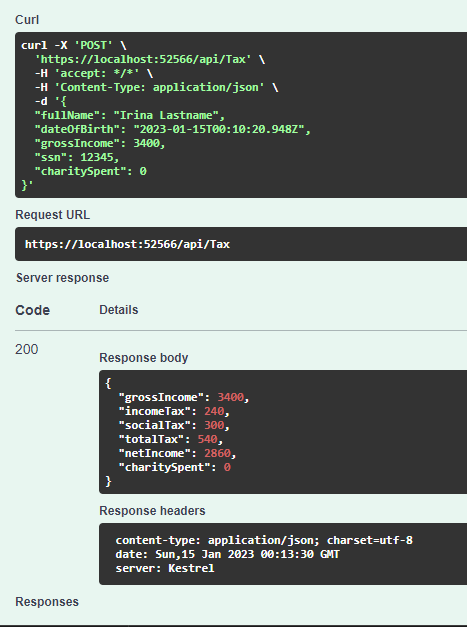 Curl
curl -X 'POST' \
'https://localhost:52566/api/Tax' \
-H 'accept: */*' \
-H 'Content-Type: application/json' \
-d '{
"fullName": "Irina Lastname",
"dateOfBirth": "2023-01-15T00:10:20.948Z",
"grossIncome": 3400,
"ssn": 12345,
"charitySpent": 0
}'
Request URL
https://localhost:52566/api/Tax
Server response
Code Details
200
Response body
{
"grossIncome": 3400,
"incomeTax": 240,
"socialTax": 300,
"totalTax": 540,
"netIncome": 2860,
"charitySpent": 0
}
Response headers
content-type: application/json; charset=utf-8
date: Sun,15 Jan 2023 00:13:30 GMT
server: Kestrel
Responses